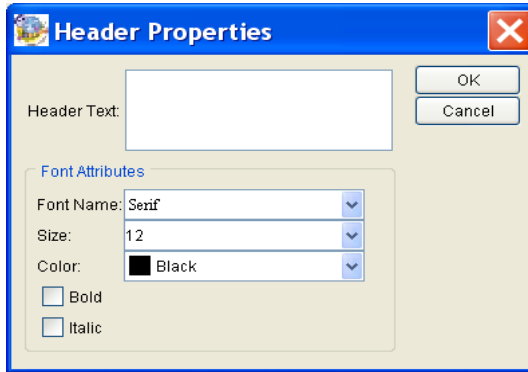 Header Properties
OK
Header Text:
Cancel
Font Attributes
Font Name: Serif
Size: 12
Color: Black
Bold
Italic